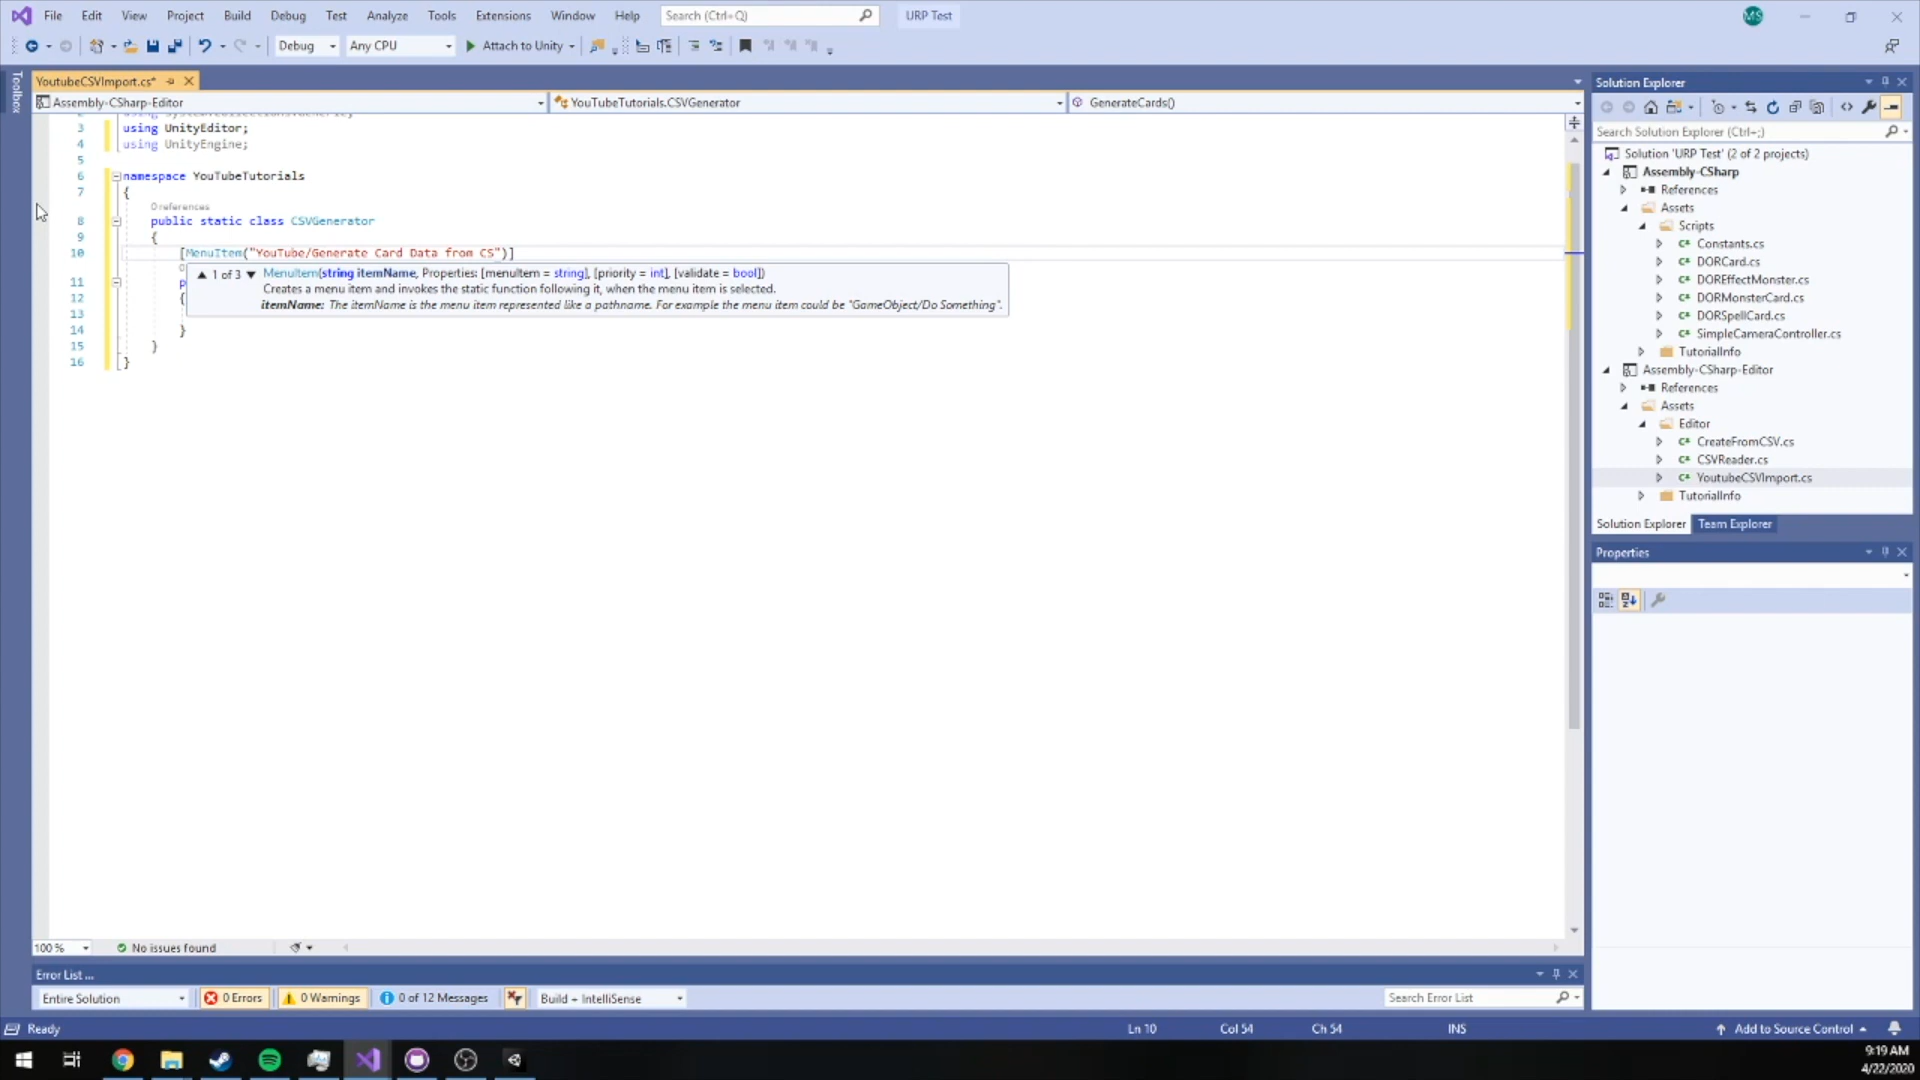 File Edit View Project Build Debug Test Analyze Tools Extensions Window Help Search (Ctrl+Q) URP Test MS
Debug Any CPU Attach to Unity
Toolbox
YoutubeCSVImport.cs*
Assembly-CSharp-Editor YouTubeTutorials.CSVGenerator GenerateCards()
3 using UnityEditor;
4 using UnityEngine;
5
6 namespace YouTubeTutorials
7 {
0 references
8 public static class CSVGenerator
9 {
10 [MenuItem("YouTube/Generate Card Data from CS")]
1 of 3 MenuItem(string itemName, Properties: [menuItem = string], [priority = int], [validate = bool])
11 p
Creates a menu item and invokes the static function following it, when the menu item is selected.
12 {
itemName: The itemName is the menu item represented like a pathname. For example the menu item could be "GameObject/Do Something".
13
14 }
15 }
16 }
100 % No issues found
Error List ...
Entire Solution 0 Errors 0 Warnings 0 of 12 Messages Build + IntelliSense Search Error List
Solution Explorer
Search Solution Explorer (Ctrl+;)
Solution 'URP Test' (2 of 2 projects)
Assembly-CSharp
References
Assets
Scripts
C# Constants.cs
C# DORCard.cs
C# DOREffectMonster.cs
C# DORMonsterCard.cs
C# DORSpellCard.cs
C# SimpleCameraController.cs
TutorialInfo
Assembly-CSharp-Editor
References
Assets
Editor
C# CreateFromCSV.cs
C# CSVReader.cs
C# YoutubeCSVImport.cs
TutorialInfo
Solution Explorer Team Explorer
Properties
Ready Ln 10 Col 54 Ch 54 INS Add to Source Control
9:19 AM
4/22/2020